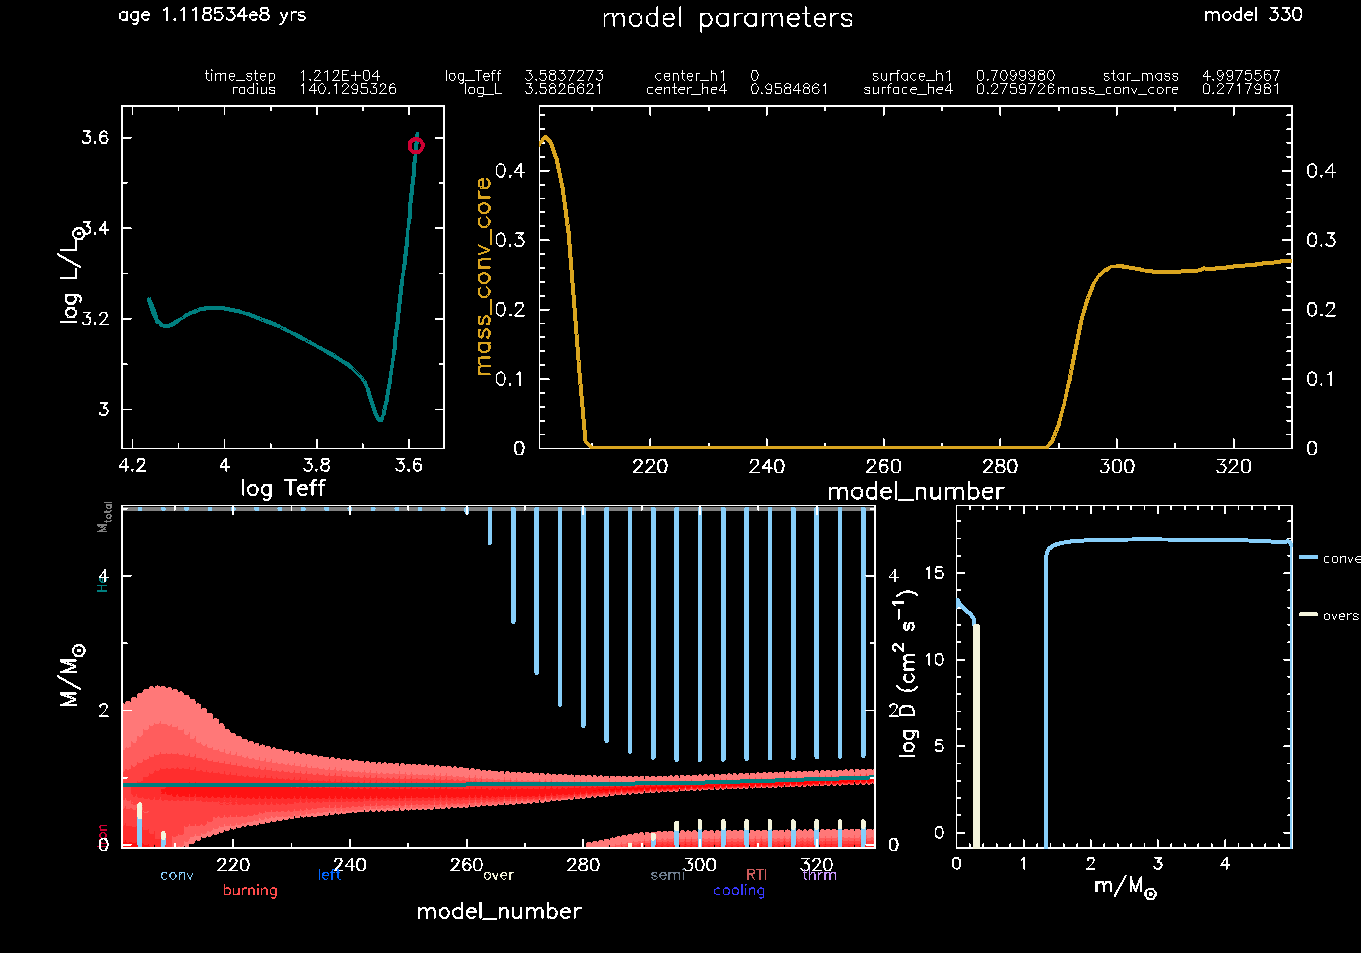 age 1.118534e8 yrs
model parameters
model 330
time_step 1.212E+04 log_Teff 3.5837273 center_h1 0 surface_h1 0.7099980 star_mass 4.9975567
radius 140.1295326 log_L 3.5826621 center_he4 0.9584861 surface_he4 0.2759726 mass_conv_core 0.2717981
3.6
3.4
3.2
3
log L/L⊙
4.2 4 3.8 3.6
log Teff
mass_conv_core
0.4 0.4
0.3 0.3
0.2 0.2
0.1 0.1
0 0
220 240 260 280 300 320
model_number
Mtotal
He
M/M⊙
4 4
2 2
0 0
220 240 260 280 300 320
conv left over semi RTI thrm
burning cooling
model_number
log D (cm² s⁻¹)
15
10
5
0
0 1 2 3 4
m/M⊙
conve
overs